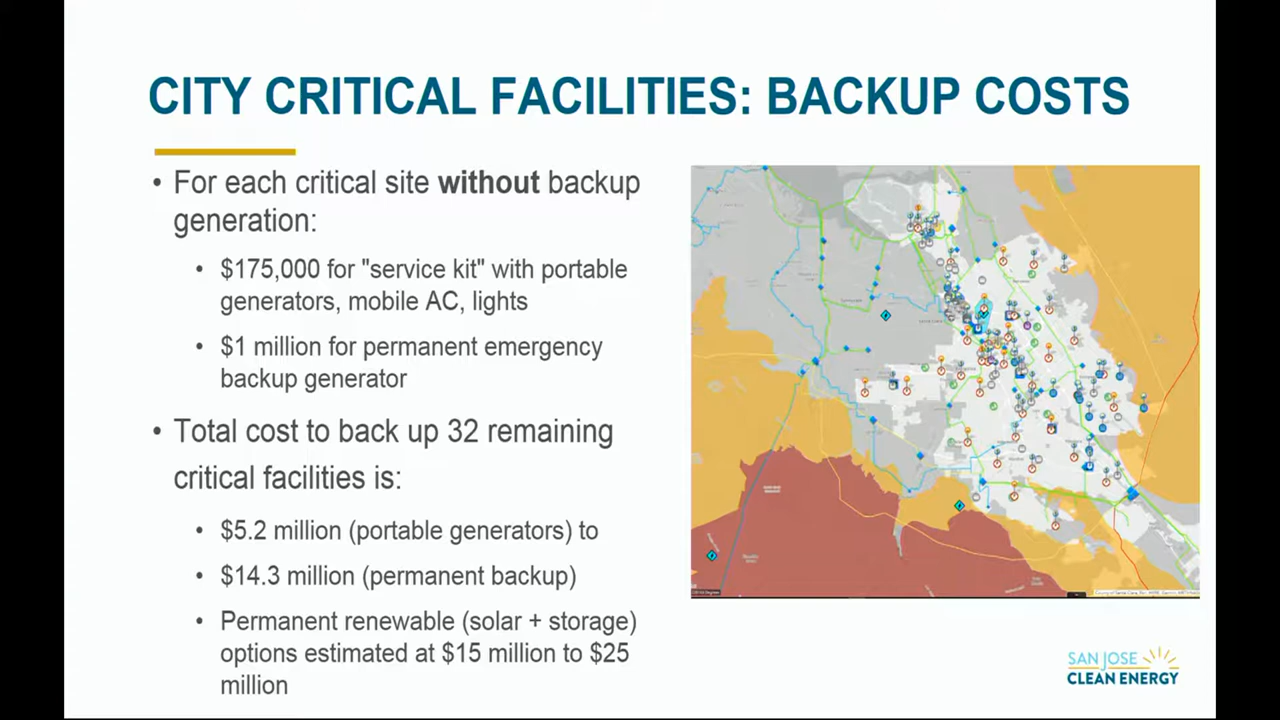 CITY CRITICAL FACILITIES: BACKUP COSTS
• For each critical site without backup
generation:
• $175,000 for "service kit" with portable
generators, mobile AC, lights
• $1 million for permanent emergency
backup generator
• Total cost to back up 32 remaining
critical facilities is:
• $5.2 million (portable generators) to
• $14.3 million (permanent backup)
• Permanent renewable (solar + storage)
options estimated at $15 million to $25
million
SAN JOSE
CLEAN ENERGY